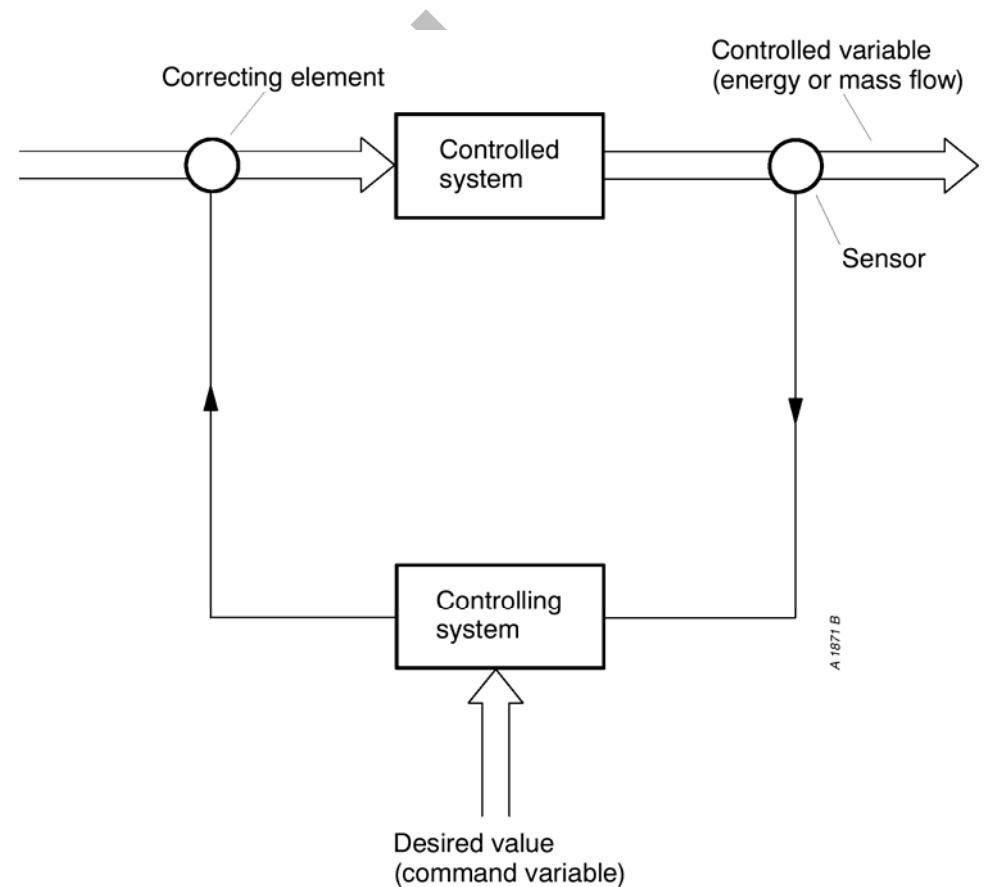 Controlled variable
(energy or mass flow)
Correcting element
Controlled
system
Sensor
Controlling
system
A 1871 B
Desired value
(command variable)